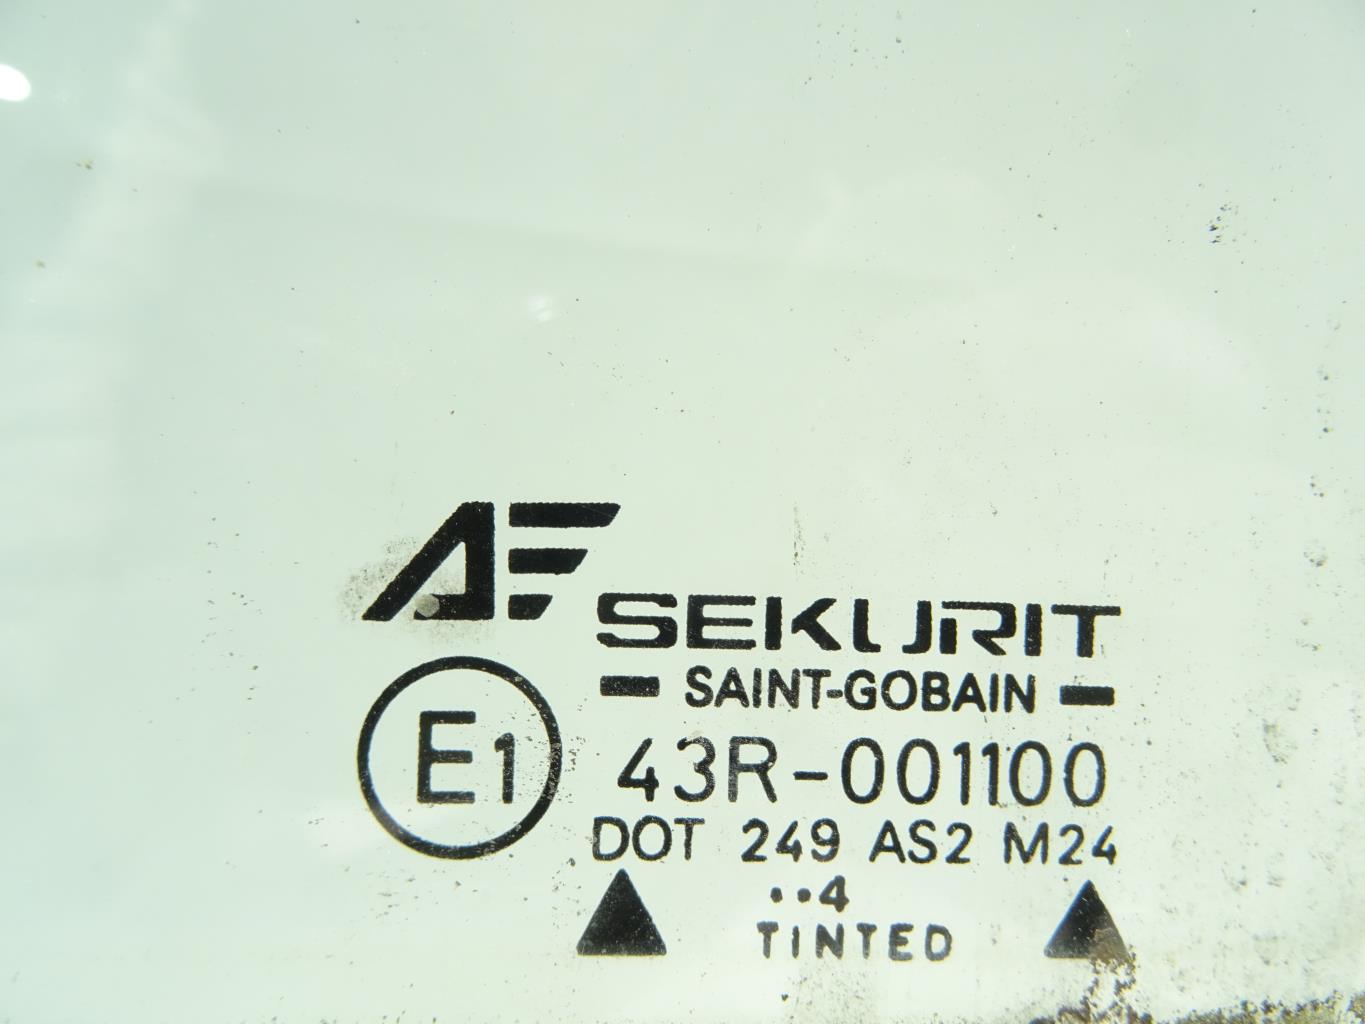 AF
SEKURIT
- SAINT-GOBAIN -
E1
43R-001100
DOT 249 AS2 M24
..4
TINTED